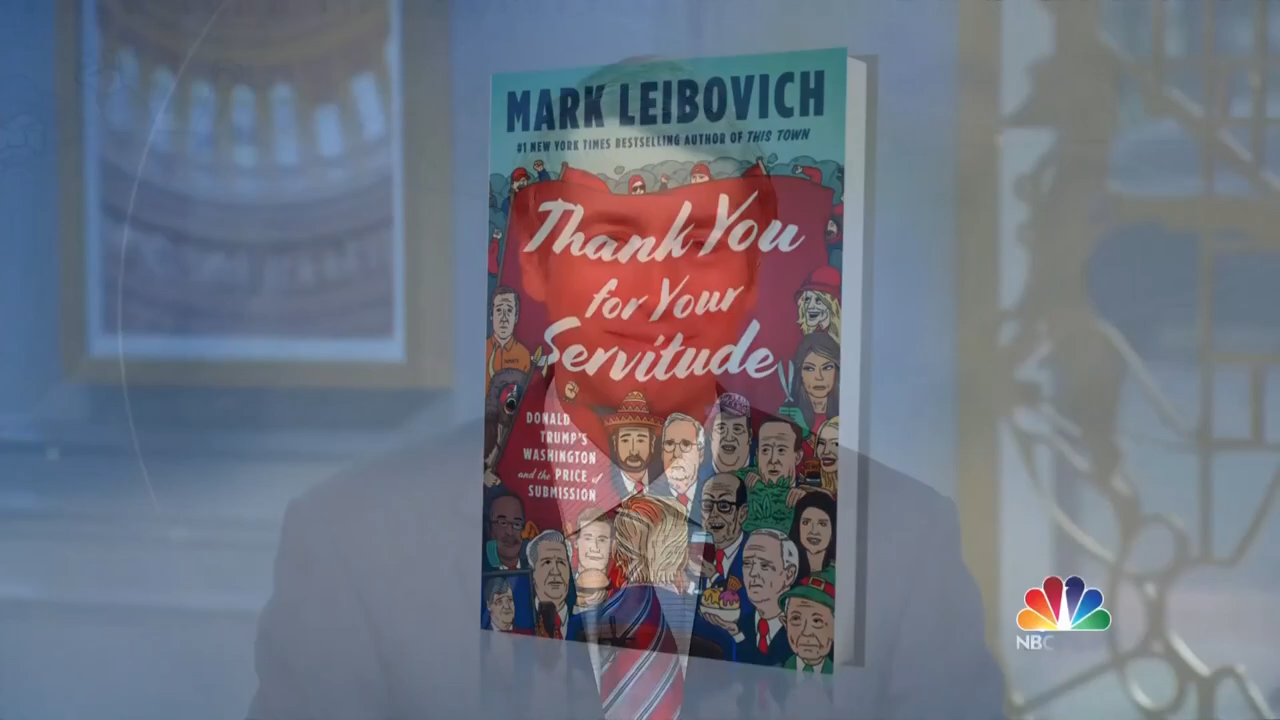 MARK LEIBOVICH
#1 NEW YORK TIMES BESTSELLING AUTHOR OF THIS TOWN
Thank You
for Your
Servitude
DONALD
TRUMP'S
WASHINGTON
and the PRICE of
SUBMISSION
NBC